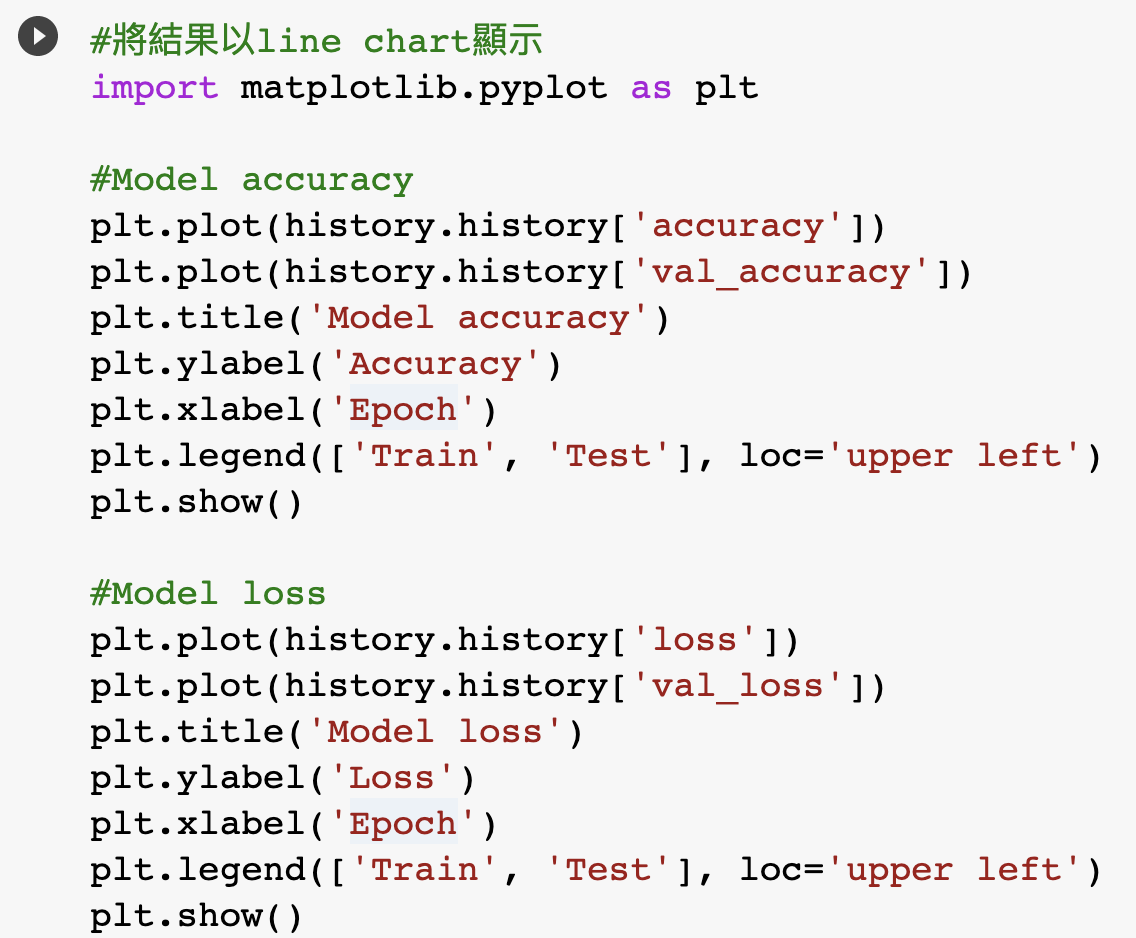 #將結果以line chart顯示
import matplotlib.pyplot as plt
#Model accuracy
plt.plot(history.history['accuracy'])
plt.plot(history.history['val_accuracy'])
plt.title('Model accuracy')
plt.ylabel('Accuracy')
plt.xlabel('Epoch')
plt.legend(['Train', 'Test'], loc='upper left')
plt.show()
#Model loss
plt.plot(history.history['loss'])
plt.plot(history.history['val_loss'])
plt.title('Model loss')
plt.ylabel('Loss')
plt.xlabel('Epoch')
plt.legend(['Train', 'Test'], loc='upper left')
plt.show()